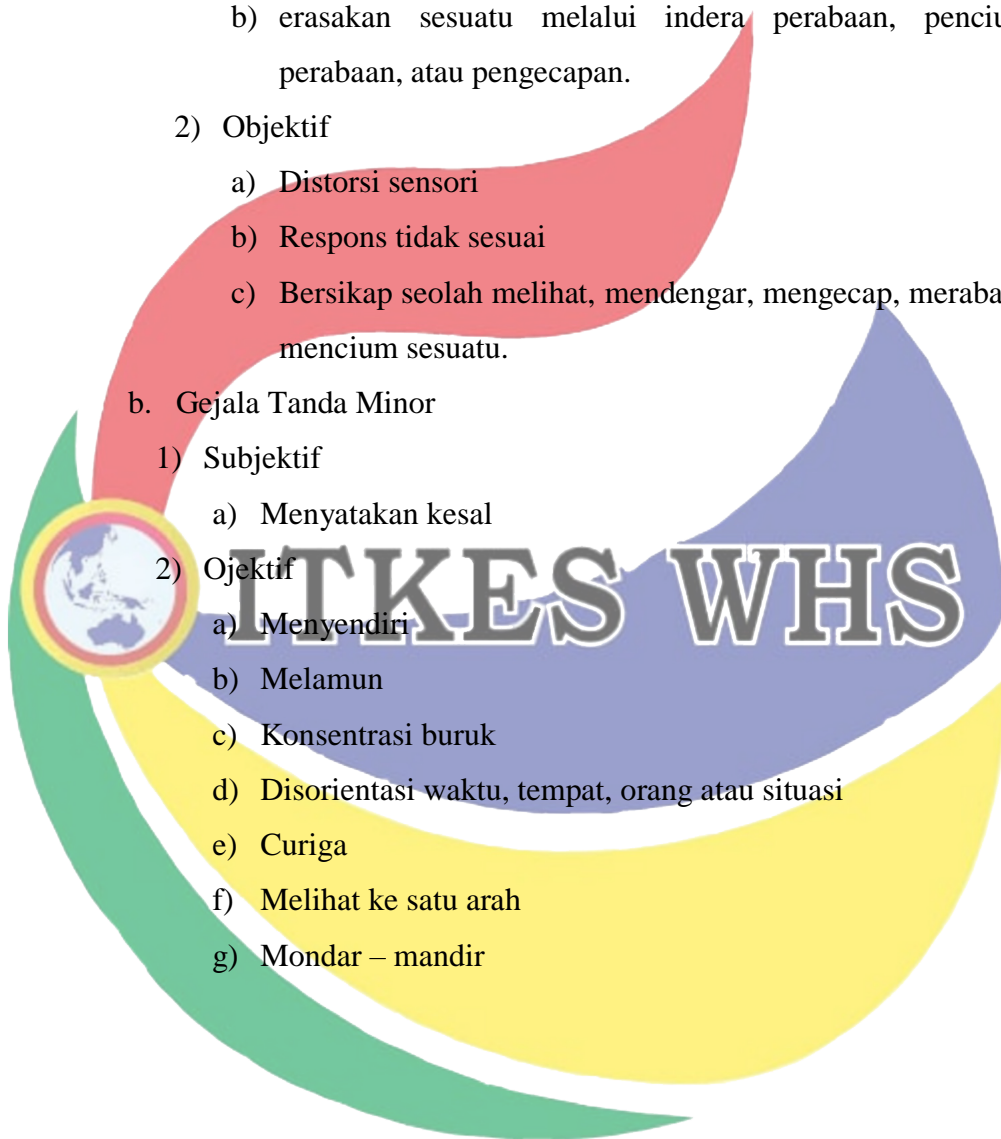 b) erasakan sesuatu melalui indera perabaan, penciu
perabaan, atau pengecapan.
2) Objektif
a) Distorsi sensori
b) Respons tidak sesuai
c) Bersikap seolah melihat, mendengar, mengecap, meraba
mencium sesuatu.
b. Gejala Tanda Minor
1) Subjektif
a) Menyatakan kesal
2) Ojektif
ITKES WHS
a) Menyendiri
b) Melamun
c) Konsentrasi buruk
d) Disorientasi waktu, tempat, orang atau situasi
e) Curiga
f) Melihat ke satu arah
g) Mondar – mandir